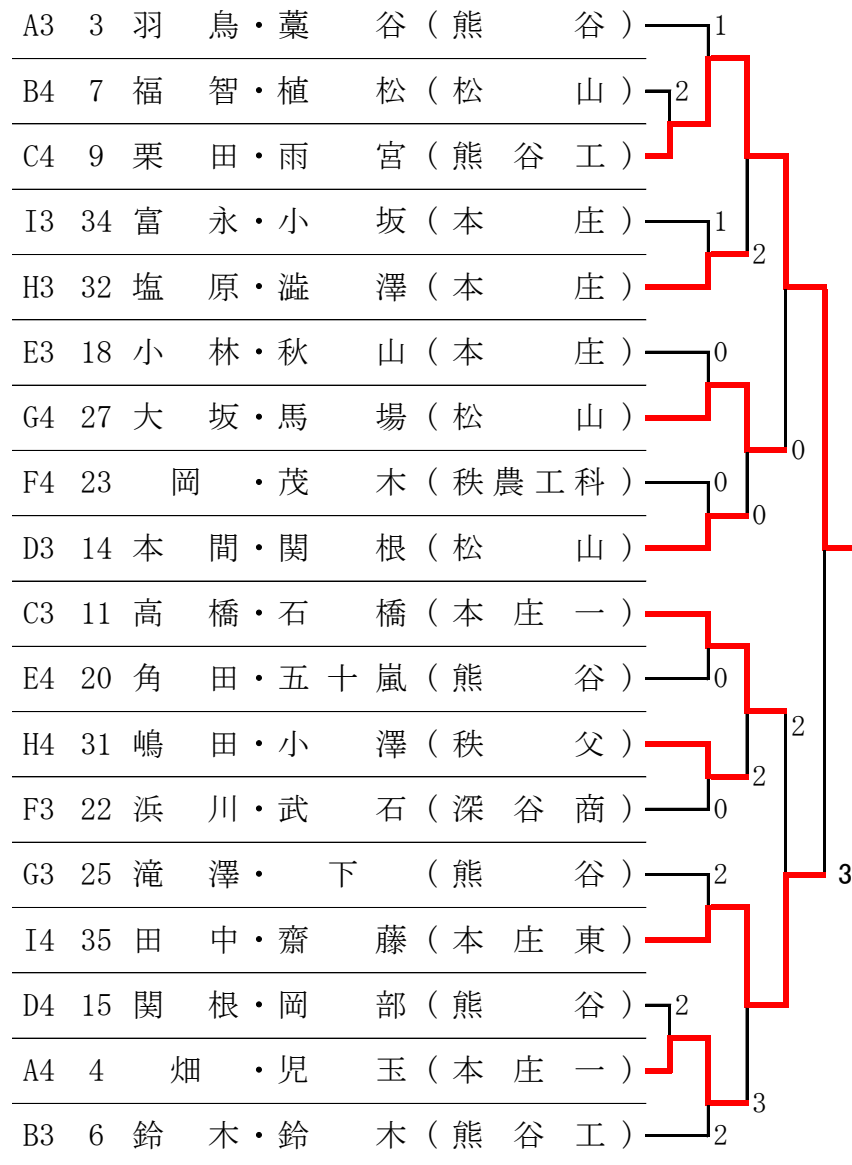 A3 3 羽鳥・藁谷(熊谷) 1
B4 7 福智・植松(松山) 2
C4 9 栗田・雨宮(熊谷工)
I3 34 富永・小坂(本庄) 1
2
H3 32 塩原・澁澤(本庄)
E3 18 小林・秋山(本庄) 0
G4 27 大坂・馬場(松山)
0
F4 23 岡・茂木(秩農工科) 0
0
D3 14 本間・関根(松山)
C3 11 高橋・石橋(本庄一)
E4 20 角田・五十嵐(熊谷) 0
2
H4 31 嶋田・小澤(秩父)
2
F3 22 浜川・武石(深谷商) 0
G3 25 滝澤・下(熊谷) 2 3
I4 35 田中・齋藤(本庄東)
D4 15 関根・岡部(熊谷) 2
A4 4 畑・児玉(本庄一)
3
B3 6 鈴木・鈴木(熊谷工) 2